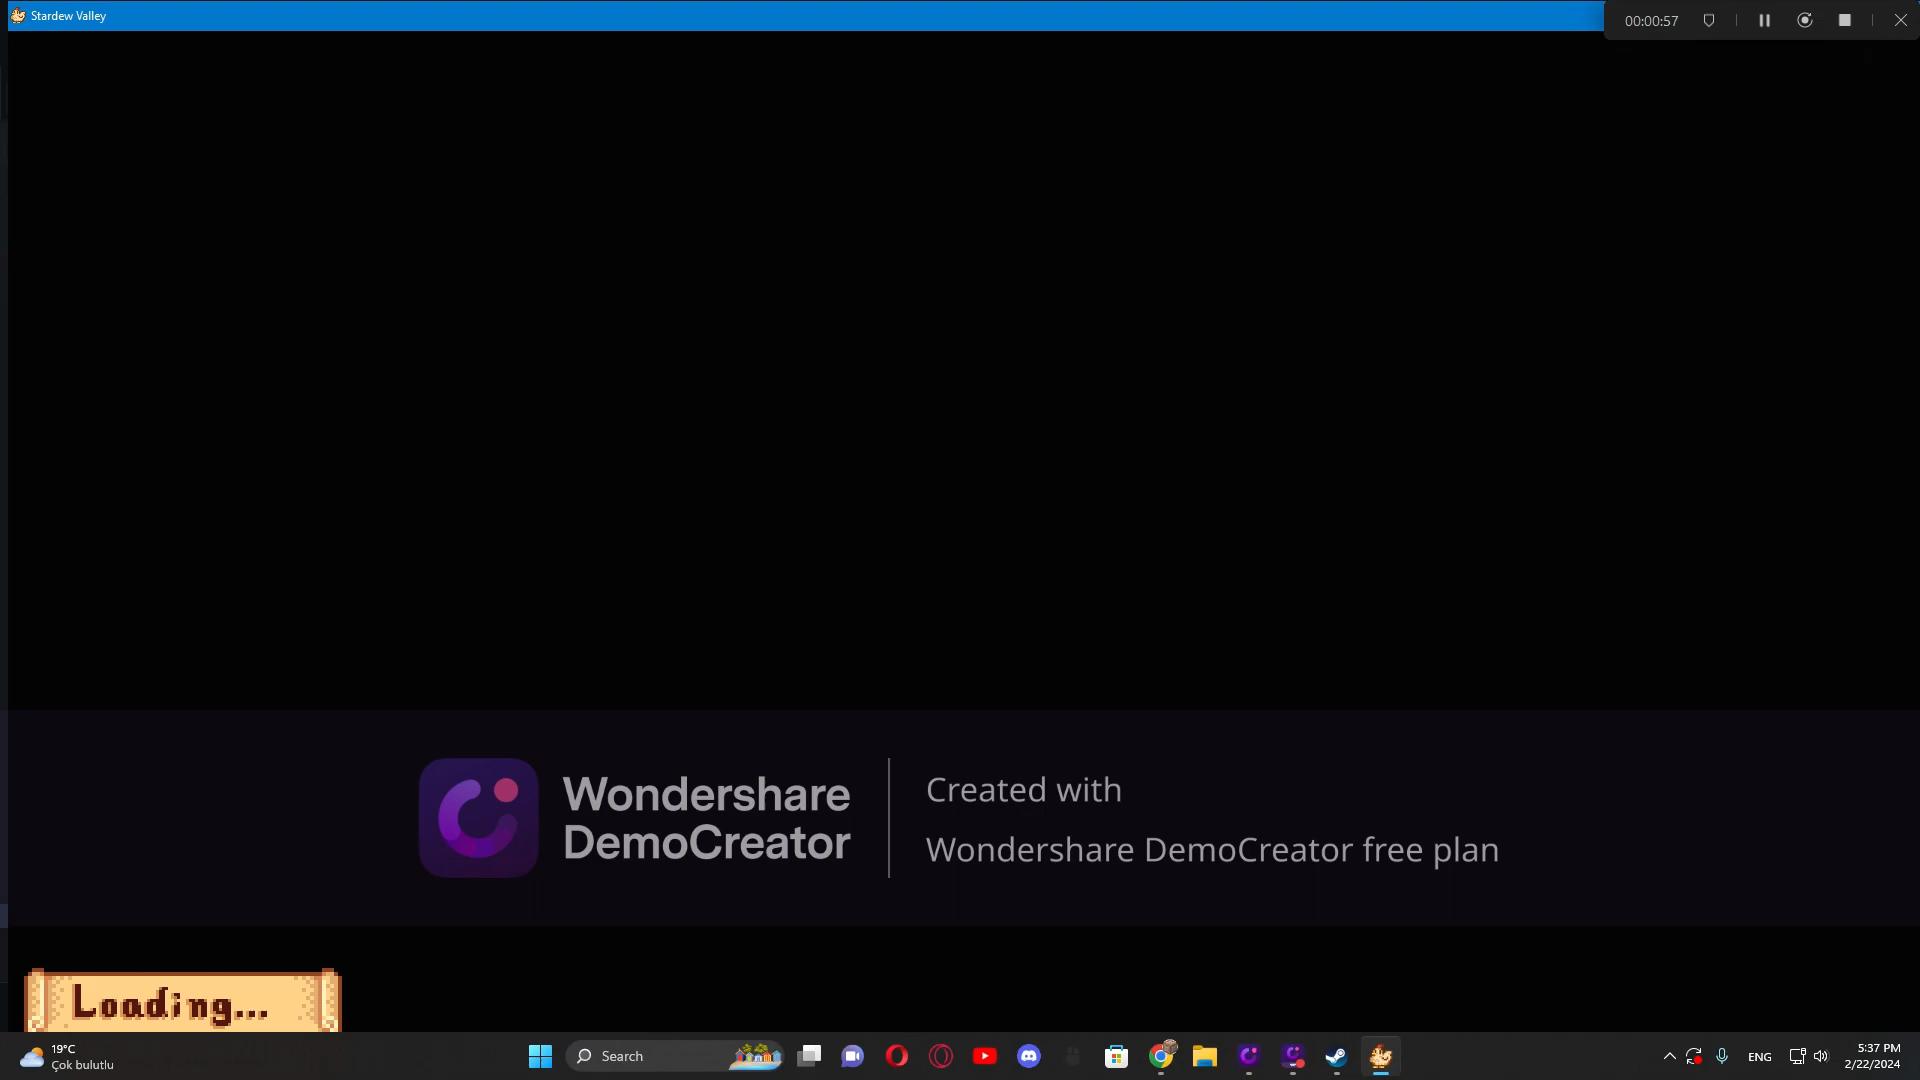 Stardew Valley
00:00:57
Wondershare
DemoCreator
Created with
Wondershare DemoCreator free plan
Loading...
19°C
Çok bulutlu
Search
ENG
5:37 PM
2/22/2024